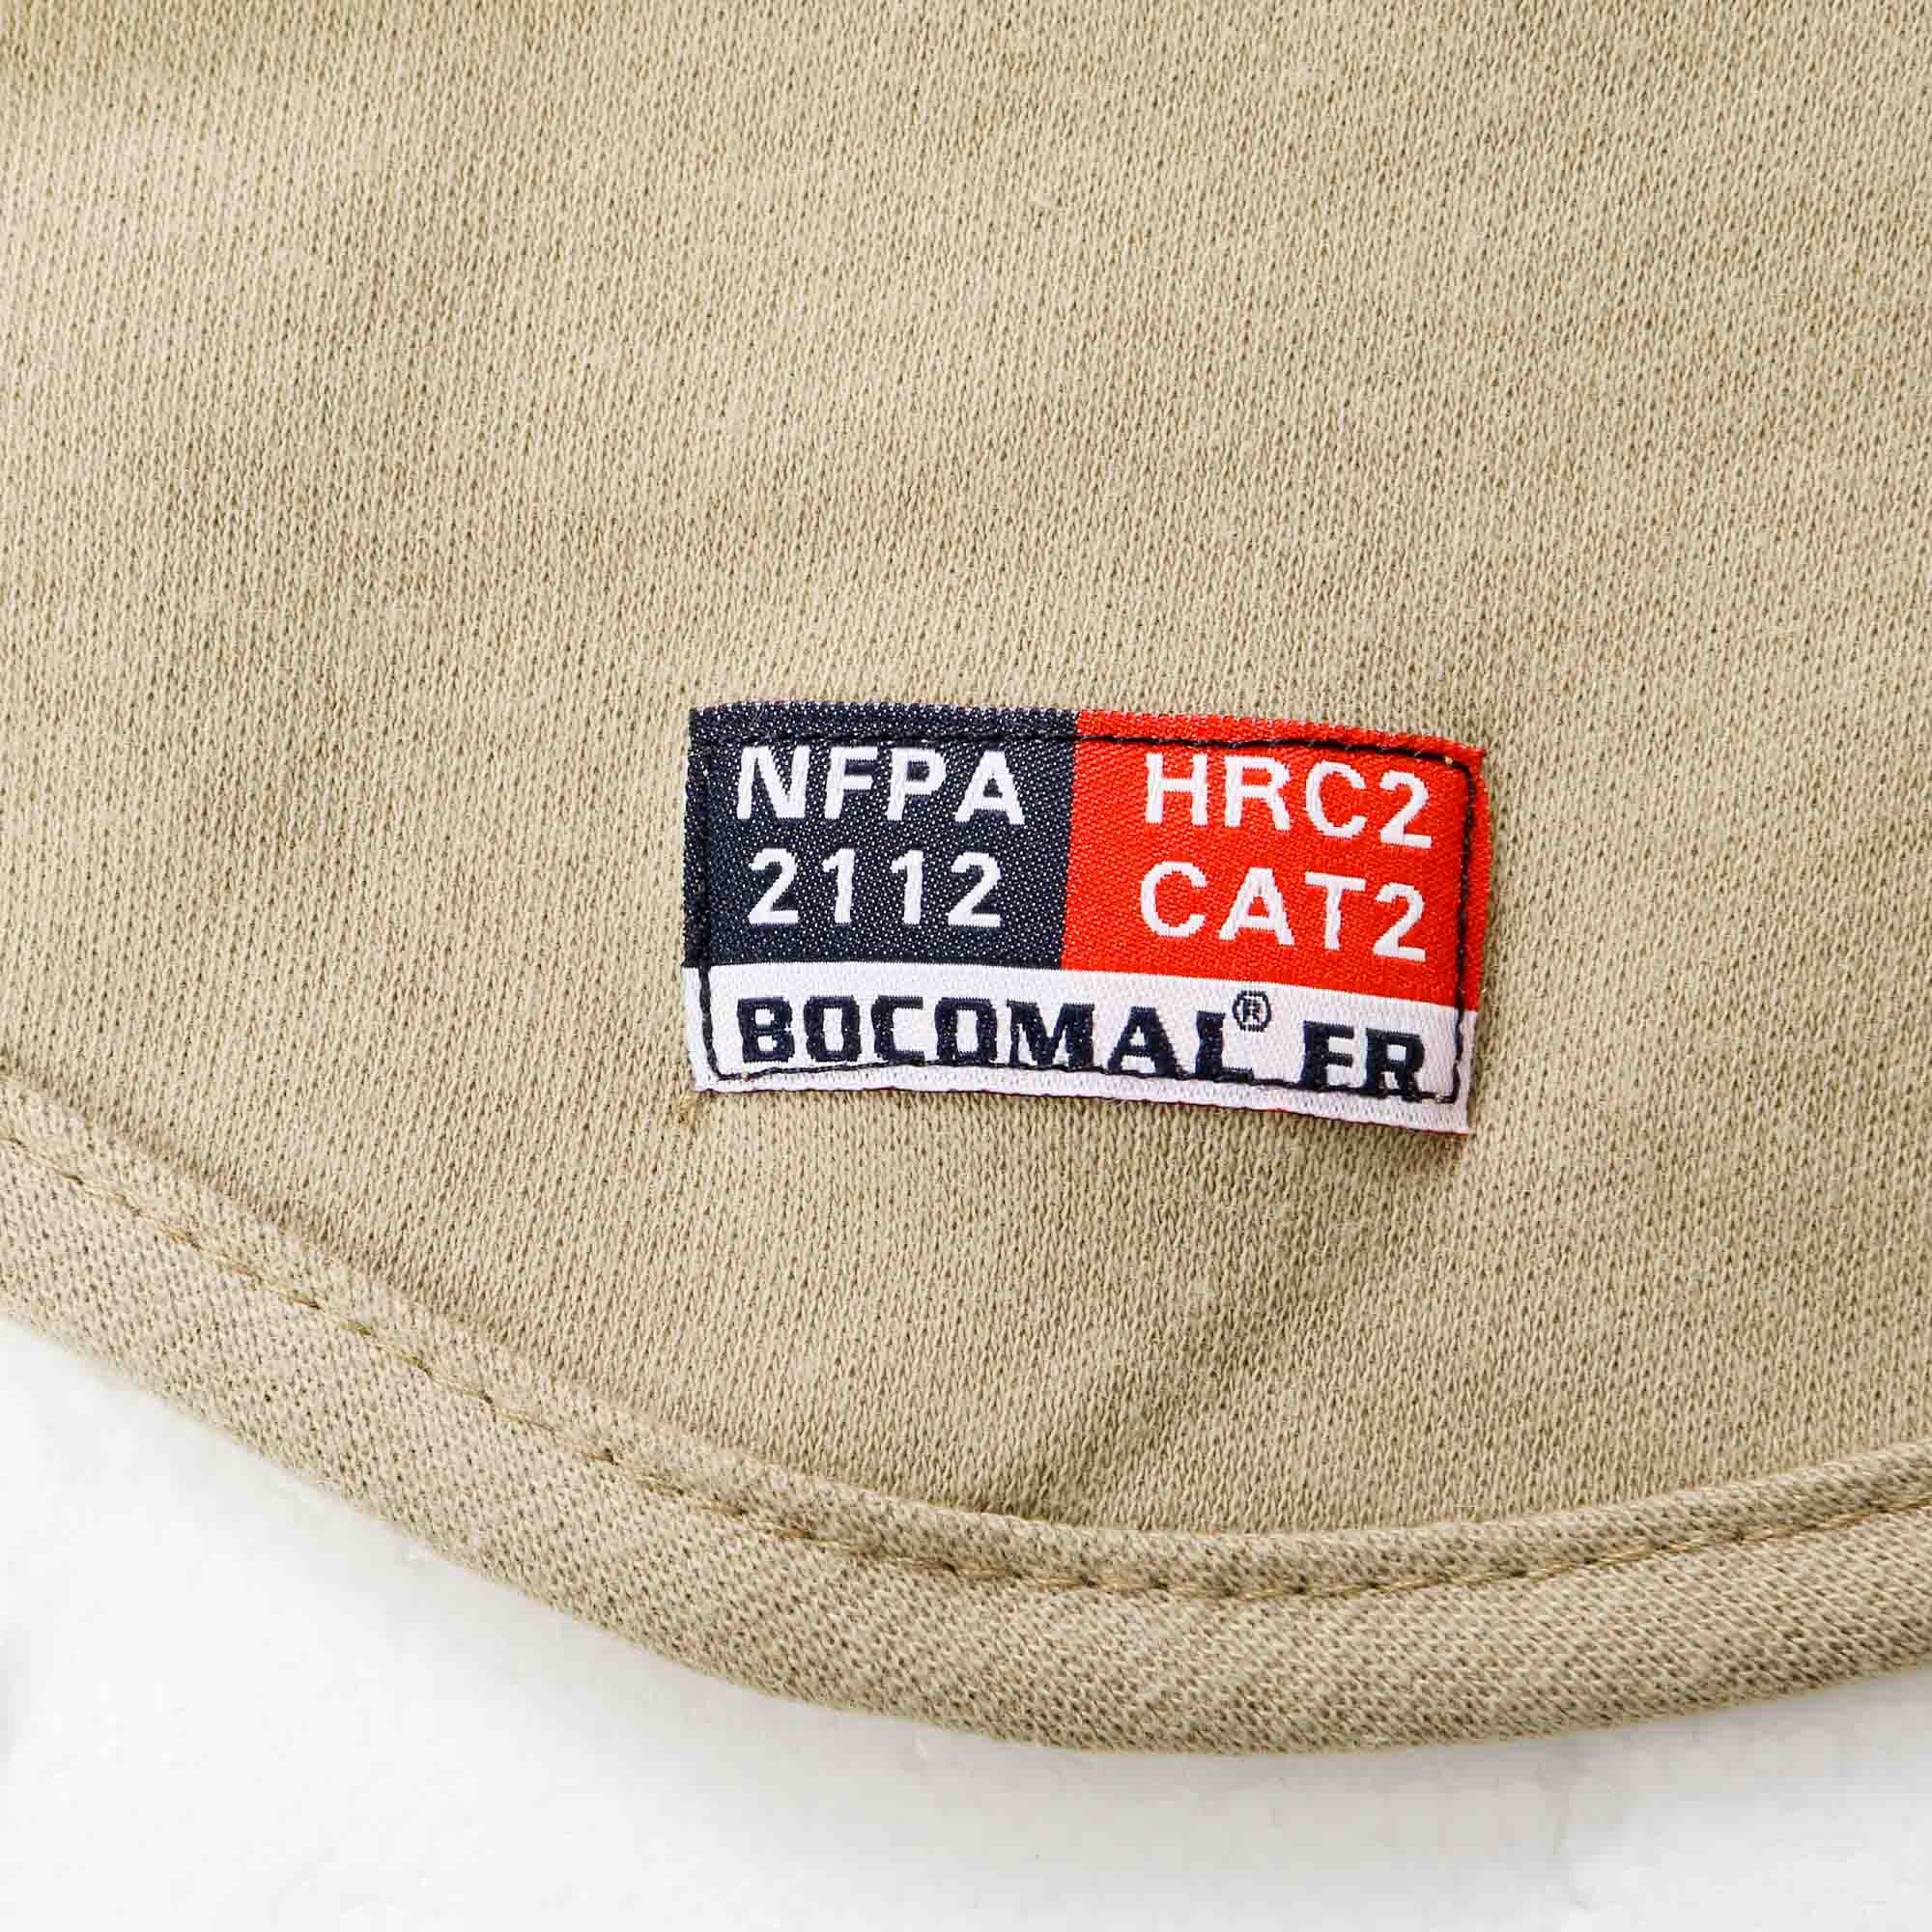 NFPA HRC2
2112 CAT2
BOCOMAL® FR